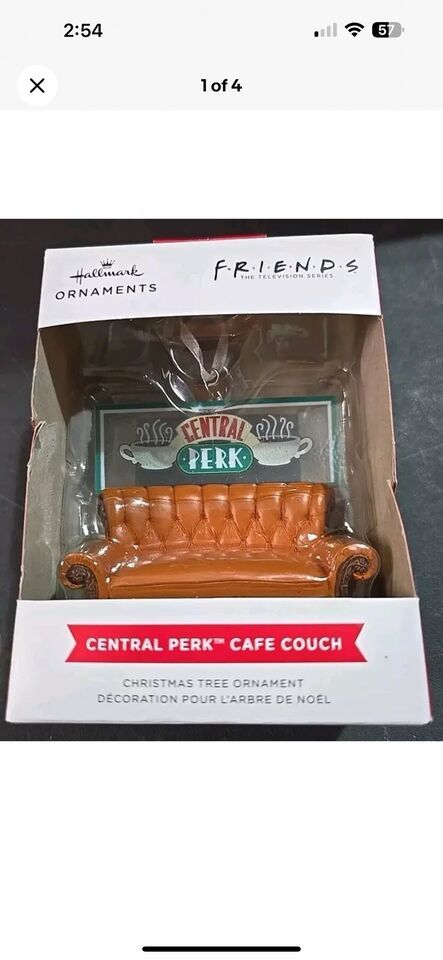 2:54
57
1 of 4
Hallmark
ORNAMENTS
F·R·I·E·N·D·S
THE TELEVISION SERIES
CENTRAL
PERK
CENTRAL PERK™ CAFE COUCH
CHRISTMAS TREE ORNAMENT
DÉCORATION POUR L'ARBRE DE NOËL